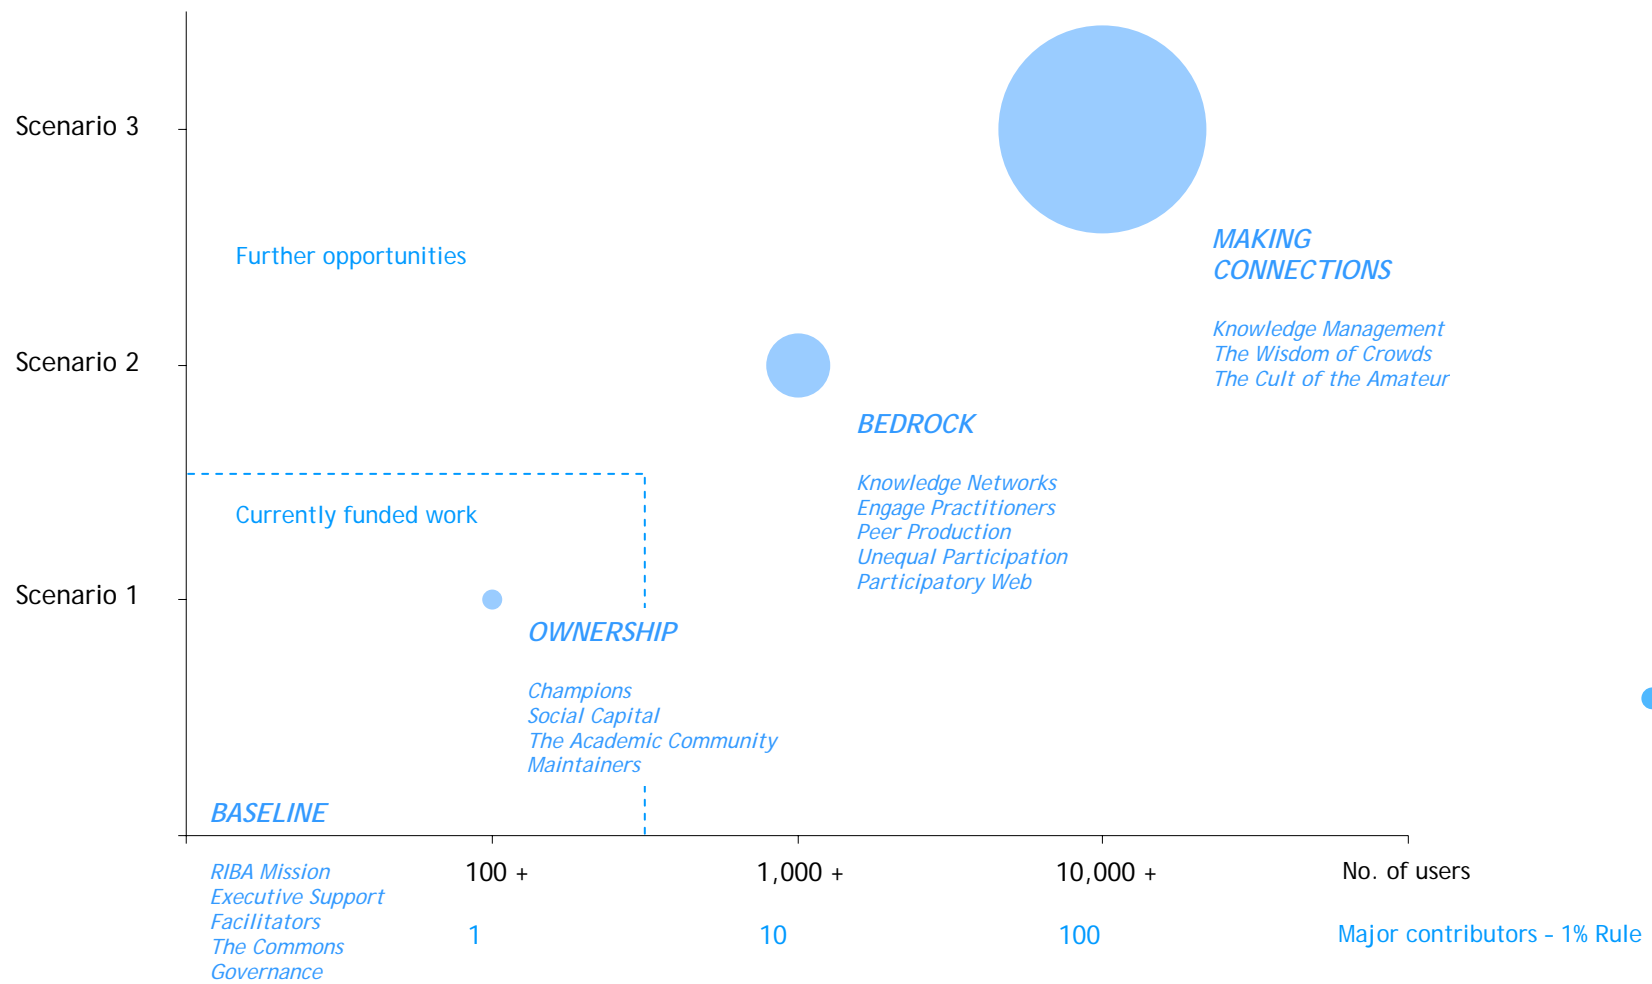 Scenario 3
Further opportunities
MAKING
CONNECTIONS
Knowledge Management
The Wisdom of Crowds
The Cult of the Amateur
Scenario 2
BEDROCK
Knowledge Networks
Engage Practitioners
Peer Production
Unequal Participation
Participatory Web
Currently funded work
Scenario 1
OWNERSHIP
Champions
Social Capital
The Academic Community
Maintainers
BASELINE
RIBA Mission
Executive Support
Facilitators
The Commons
Governance
100 +
1,000 +
10,000 +
No. of users
1
10
100
Major contributors - 1% Rule